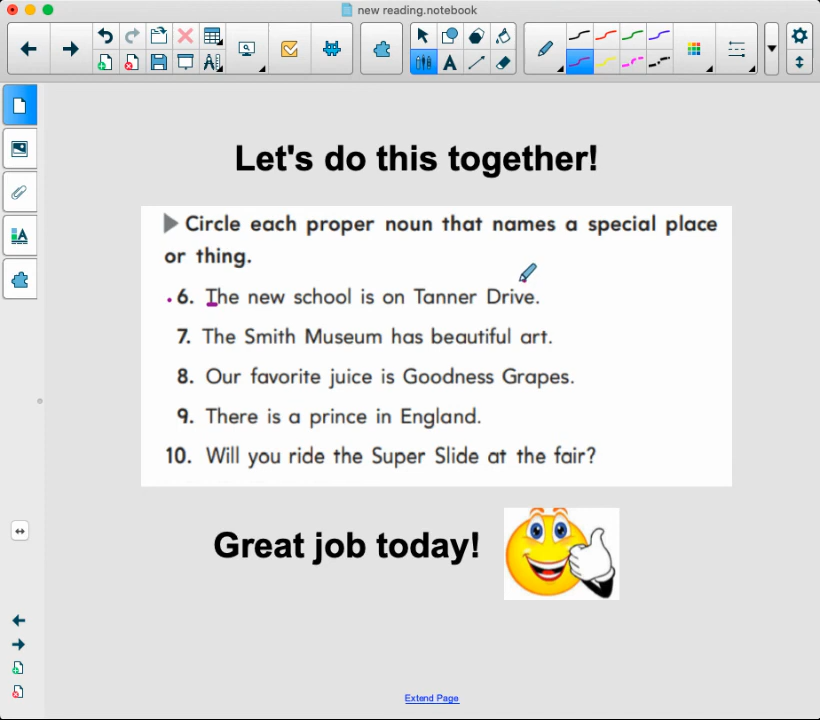 new reading.notebook
Let's do this together!
Circle each proper noun that names a special place
or thing.
6. The new school is on Tanner Drive.
7. The Smith Museum has beautiful art.
8. Our favorite juice is Goodness Grapes.
9. There is a prince in England.
10. Will you ride the Super Slide at the fair?
Great job today!
Extend Page